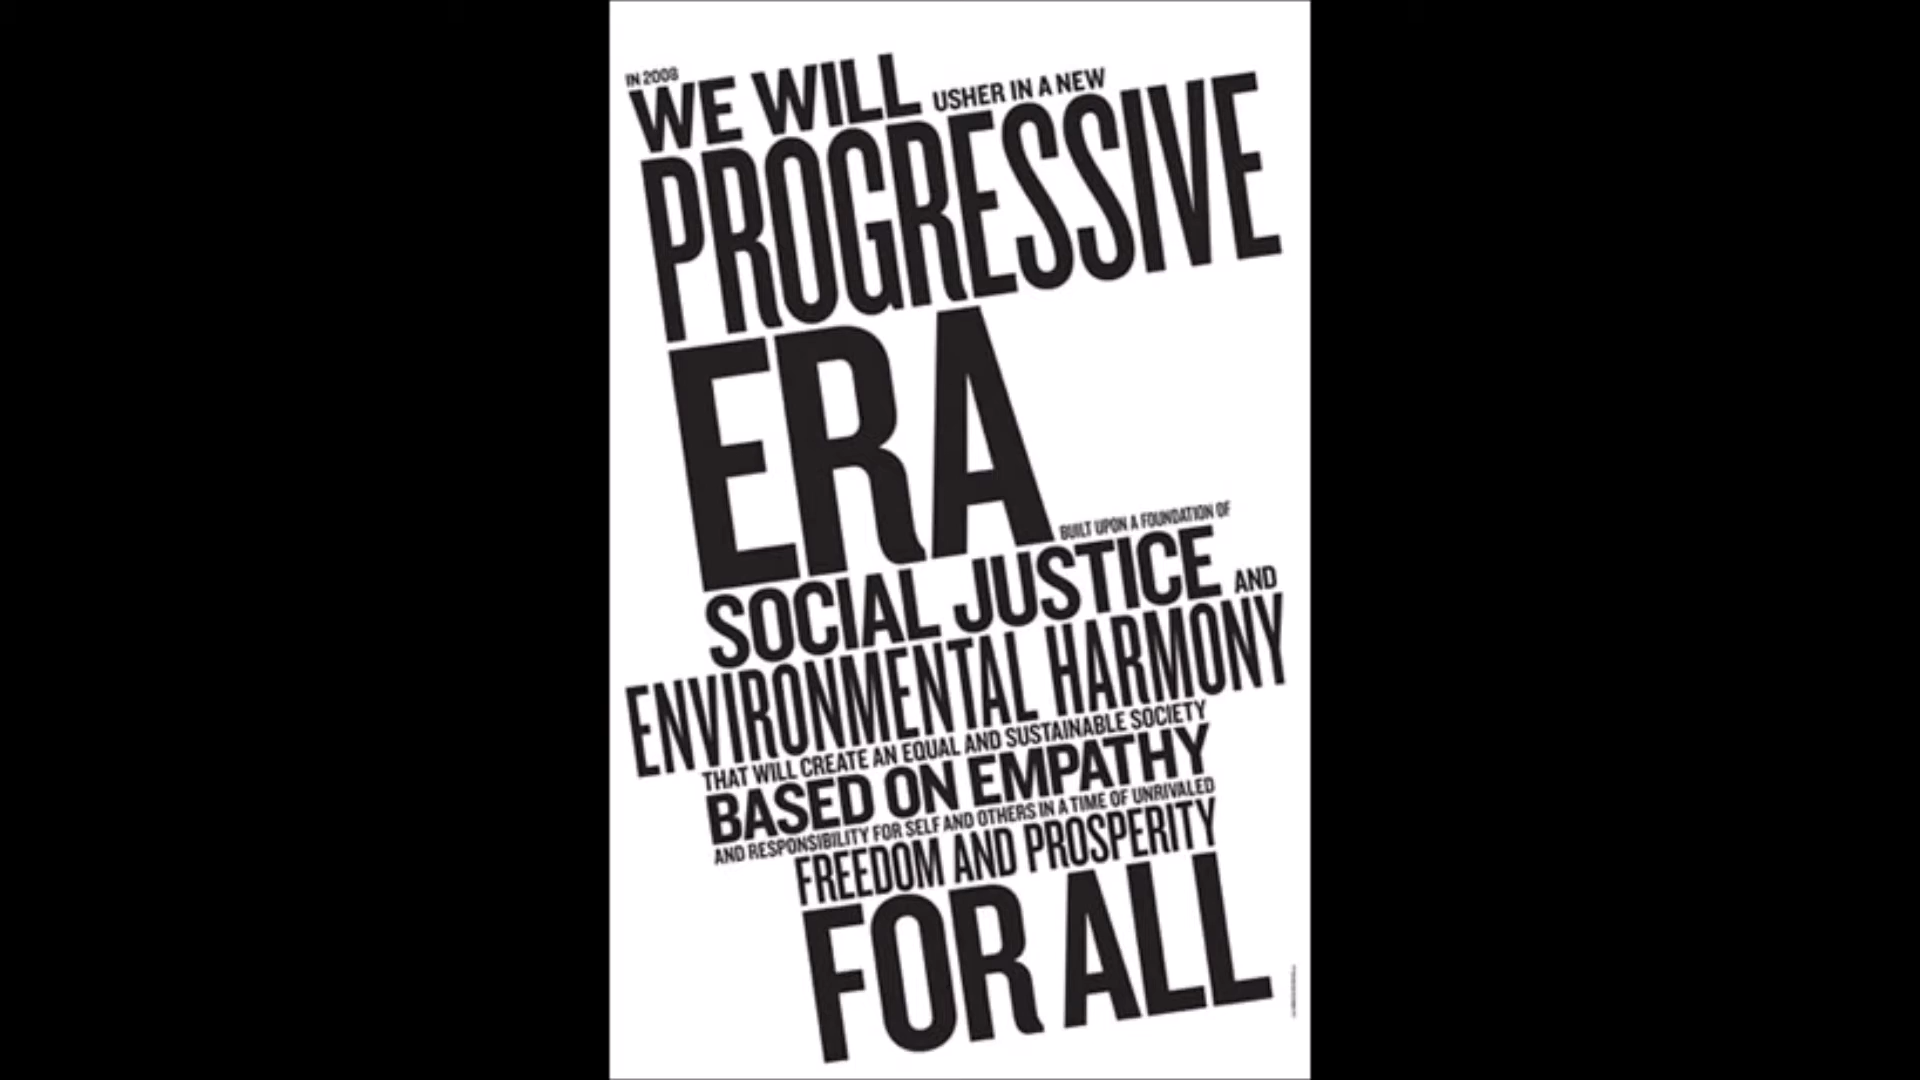 IN 2008
WE WILL USHER IN A NEW
PROGRESSIVE
ERA BUILT UPON A FOUNDATION OF
SOCIAL JUSTICE AND
ENVIRONMENTAL HARMONY
THAT WILL CREATE AN EQUAL AND SUSTAINABLE SOCIETY
BASED ON EMPATHY
AND RESPONSIBILITY FOR SELF AND OTHERS IN A TIME OF UNRIVALED
FREEDOM AND PROSPERITY
FOR ALL